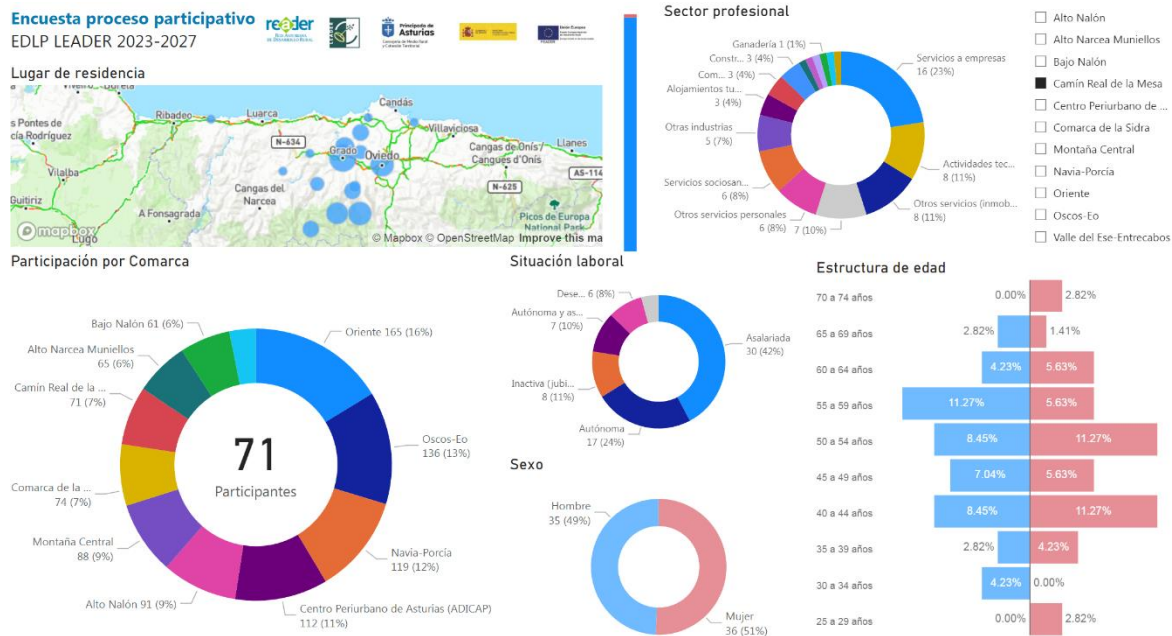 Encuesta proceso participativo
EDLP LEADER 2023-2027
reader
Principado de
Asturias
Lugar de residencia
Ribadeo
Luarca
Candás
s Pontes de
cía Rodríguez
N-634
Grado
Oviedo
Villaviciosa
Cangas de Onís /
Cangues d'Onís
Llanes
Vilalba
AS-114
N-625
Guitiriz
A Fonsagrada
Cangas del
Narcea
Picos de Europa
National Park
Lugo
mapbox
© Mapbox © OpenStreetMap Improve this ma
Sector profesional
Ganadería 1 (1%)
Constr... 3 (4%)
Com... 3 (4%)
Alojamientos tu...
3 (4%)
Otras industrias
5 (7%)
Servicios sociosan...
6 (8%)
Otros servicios personales
6 (8%)
7 (10%)
Servicios a empresas
16 (23%)
Actividades tec...
8 (11%)
Otros servicios (inmob...
8 (11%)
Alto Nalón
Alto Narcea Muniellos
Bajo Nalón
Camín Real de la Mesa
Centro Periurbano de ...
Comarca de la Sidra
Montaña Central
Navia-Porcía
Oriente
Oscos-Eo
Valle del Ese-Entrecabos
Participación por Comarca
Bajo Nalón 61 (6%)
Alto Narcea Muniellos
65 (6%)
Camín Real de la ...
71 (7%)
Comarca de la ...
74 (7%)
Montaña Central
88 (9%)
Alto Nalón 91 (9%)
Oriente 165 (16%)
Oscos-Eo
136 (13%)
Navia-Porcía
119 (12%)
Centro Periurbano de Asturias (ADICAP)
112 (11%)
71
Participantes
Situación laboral
Dese... 6 (8%)
Autónoma y as...
7 (10%)
Inactiva (jubi...
8 (11%)
Autónoma
17 (24%)
Asalariada
30 (42%)
Sexo
Hombre
35 (49%)
Mujer
36 (51%)
Estructura de edad
70 a 74 años 0.00% 2.82%
65 a 69 años 2.82% 1.41%
60 a 64 años 4.23% 5.63%
55 a 59 años 11.27% 5.63%
50 a 54 años 8.45% 11.27%
45 a 49 años 7.04% 5.63%
40 a 44 años 8.45% 11.27%
35 a 39 años 2.82% 4.23%
30 a 34 años 4.23% 0.00%
25 a 29 años 0.00% 2.82%